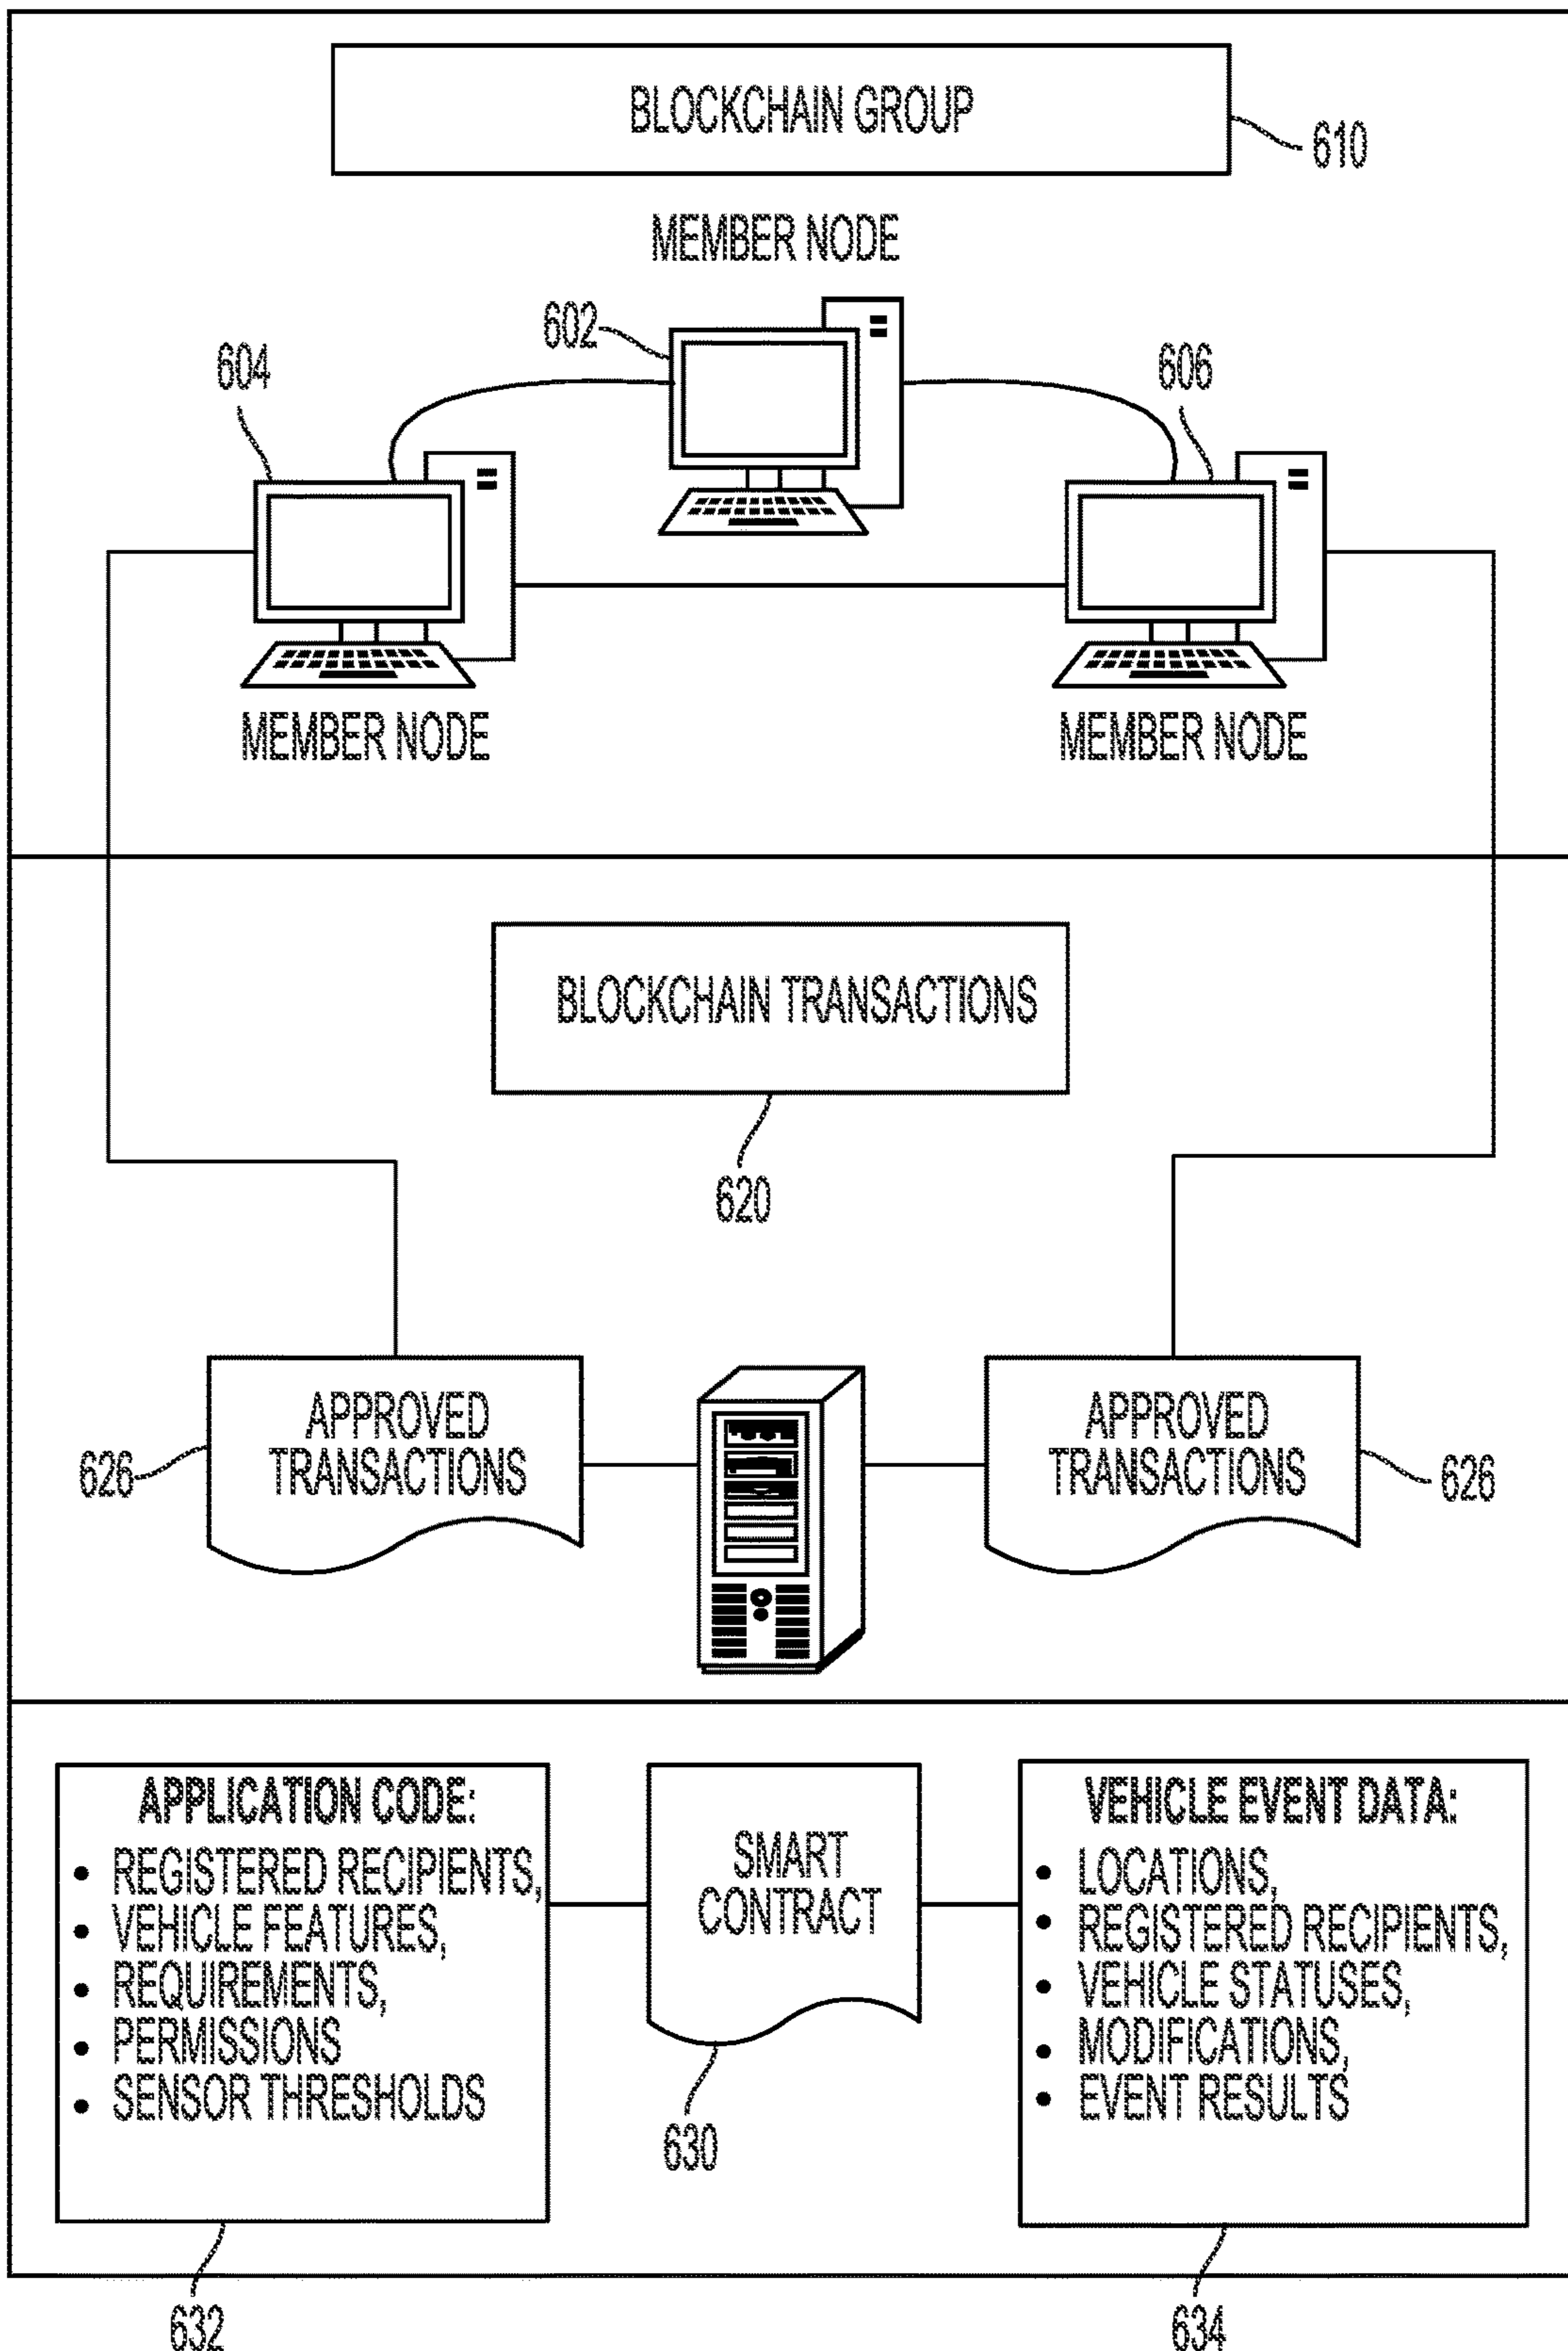 BLOCKCHAIN GROUP
610
MEMBER NODE
602
604
606
MEMBER NODE
MEMBER NODE
BLOCKCHAIN TRANSACTIONS
620
APPROVED
TRANSACTIONS
626
APPROVED
TRANSACTIONS
626
APPLICATION CODE:
• REGISTERED RECIPIENTS,
• VEHICLE FEATURES,
• REQUIREMENTS,
• PERMISSIONS
• SENSOR THRESHOLDS
632
SMART
CONTRACT
630
VEHICLE EVENT DATA:
• LOCATIONS,
• REGISTERED RECIPIENTS,
• VEHICLE STATUSES,
• MODIFICATIONS,
• EVENT RESULTS
634